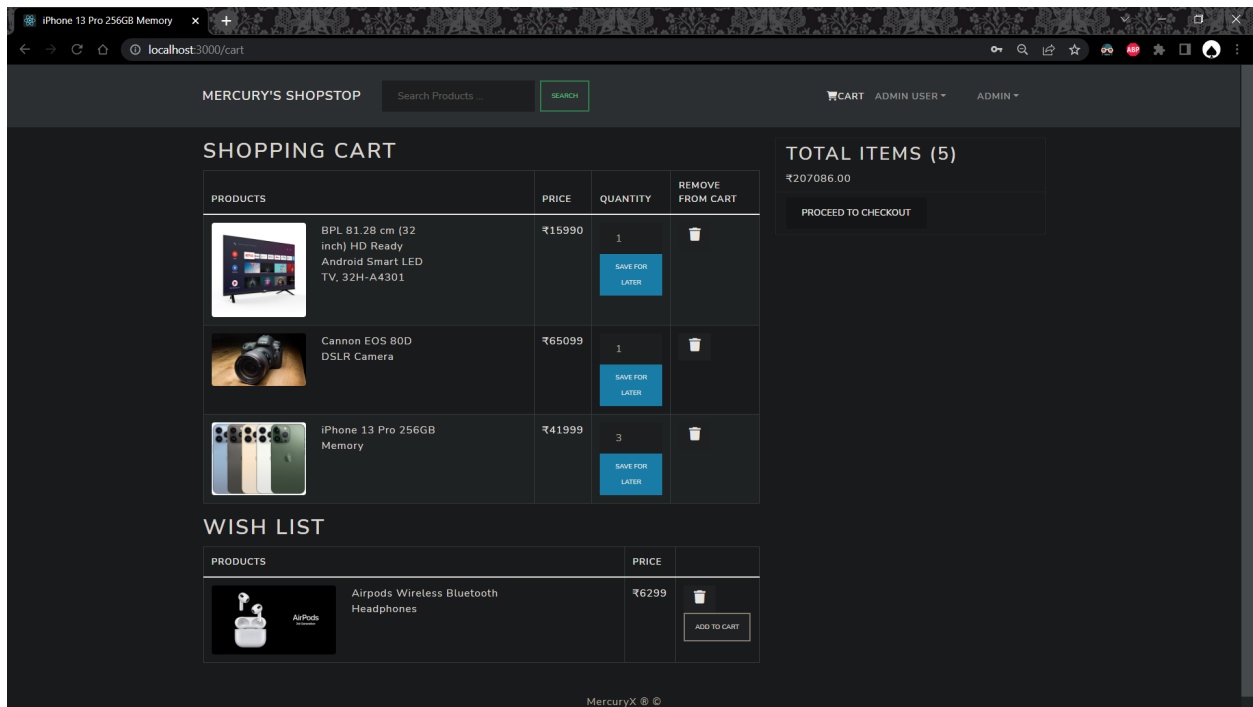 iPhone 13 Pro 256GB Memory
localhost:3000/cart
ABP
MERCURY'S SHOPSTOP
Search Products ...
SEARCH
CART
ADMIN USER
ADMIN
SHOPPING CART
PRODUCTS
PRICE
QUANTITY
REMOVE
FROM CART
BPL 81.28 cm (32
inch) HD Ready
Android Smart LED
TV, 32H-A4301
₹15990
1
SAVE FOR
LATER
Cannon EOS 80D
DSLR Camera
₹65099
1
SAVE FOR
LATER
iPhone 13 Pro 256GB
Memory
₹41999
3
SAVE FOR
LATER
TOTAL ITEMS (5)
₹207086.00
PROCEED TO CHECKOUT
WISH LIST
PRODUCTS
PRICE
AirPods
Airpods Wireless Bluetooth
Headphones
₹6299
ADD TO CART
MercuryX ® ©